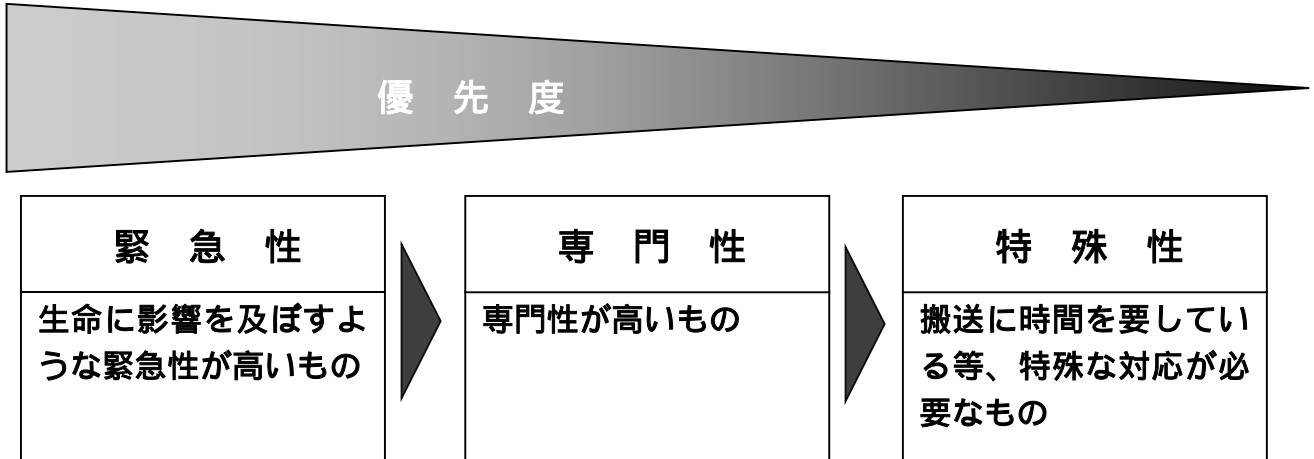 優 先 度
緊 急 性
生命に影響を及ぼすよ
うな緊急性が高いもの
専 門 性
専門性が高いもの
特 殊 性
搬送に時間を要してい
る等、特殊な対応が必
要なもの